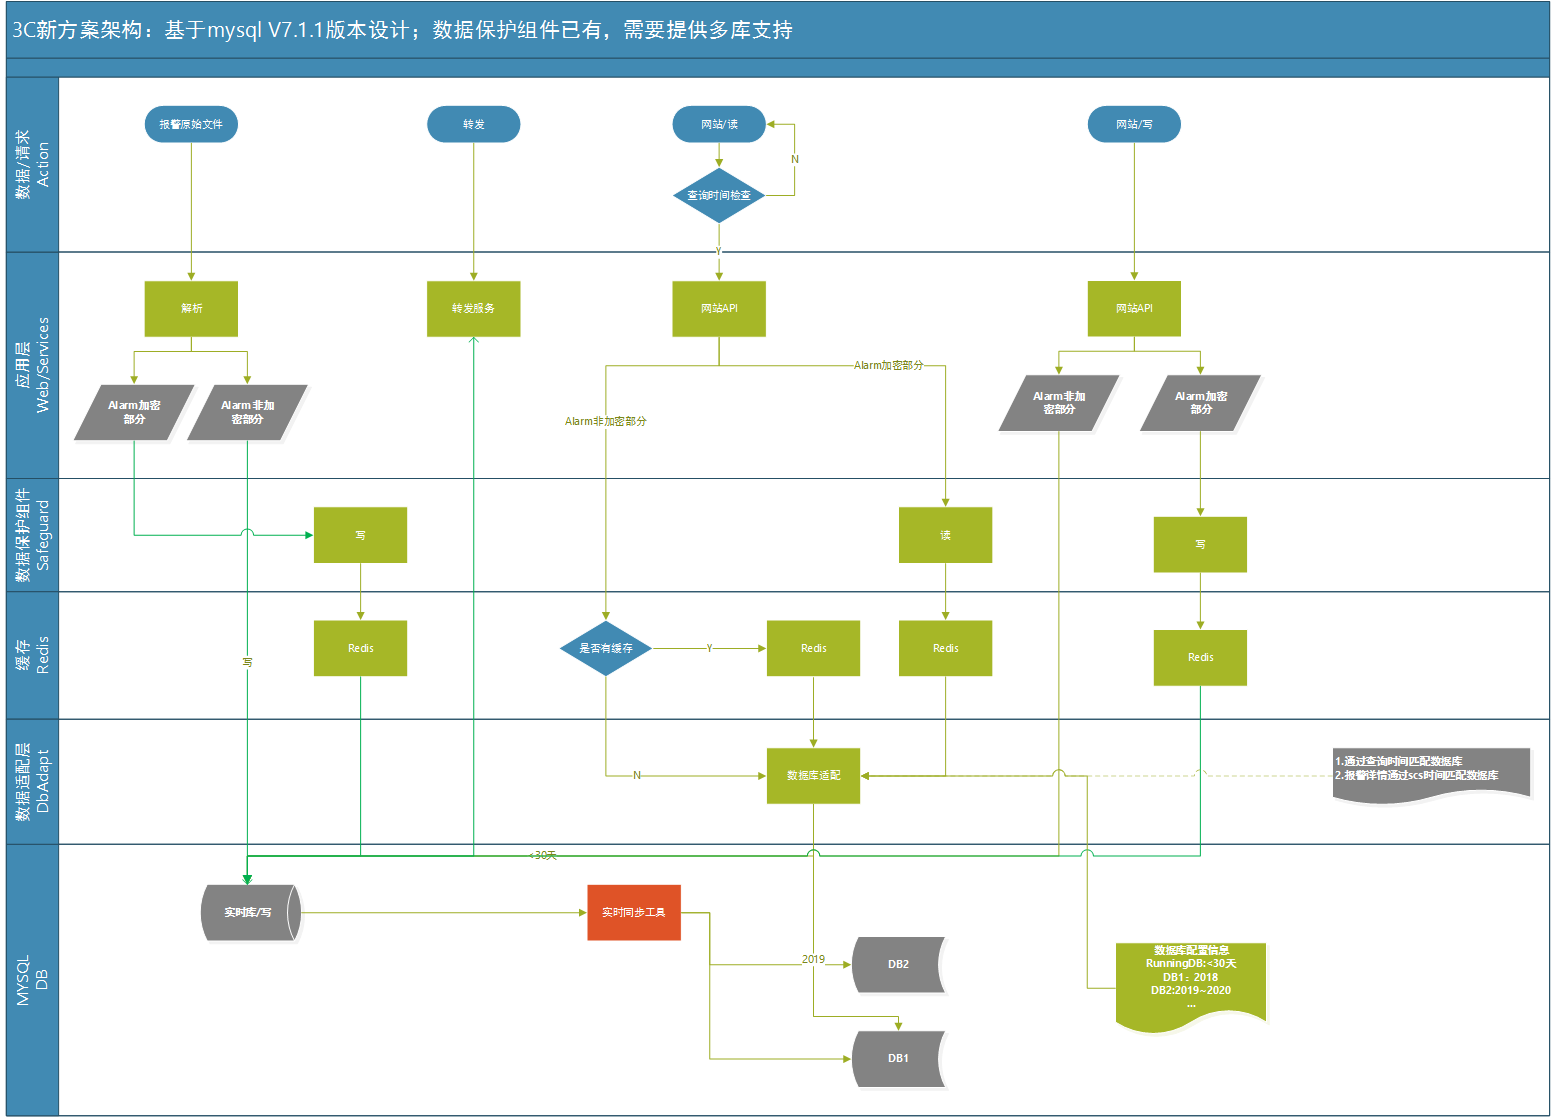 3C新方案架构：基于mysql V7.1.1版本设计；数据保护组件已有，需要提供多库支持
数据/请求
Action
报警原始文件
转发
网站/读
网站/写
N
查询时间检查
Y
应用层
Web/Services
解析
转发服务
网站API
网站API
Alarm加密部分
Alarm加密
部分
Alarm非加
密部分
Alarm非加
密部分
Alarm加密
部分
Alarm非加密部分
数据保护组件
Safeguard
写
读
写
缓存
Redis
写
Redis
是否有缓存
Y
Redis
Redis
Redis
数据适配层
DbAdapt
N
数据库适配
1.通过查询时间匹配数据库
2.报警详情通过scs时间匹配数据库
MYSQL
DB
<30天
实时库/写
实时同步工具
2019
DB2
DB1
数据库配置信息
RunningDB:<30天
DB1：2018
DB2:2019~2020
...